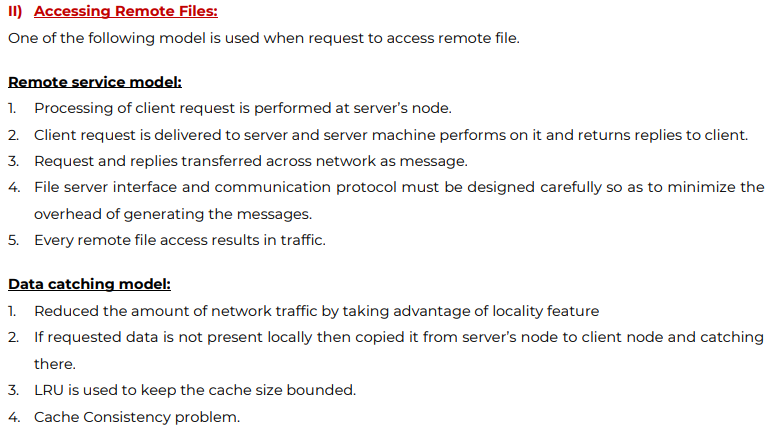 II) Accessing Remote Files:
One of the following model is used when request to access remote file.
Remote service model:
1. Processing of client request is performed at server's node.
2. Client request is delivered to server and server machine performs on it and returns replies to client.
3. Request and replies transferred across network as message.
4. File server interface and communication protocol must be designed carefully so as to minimize the
overhead of generating the messages.
5. Every remote file access results in traffic.
Data catching model:
1. Reduced the amount of network traffic by taking advantage of locality feature
2. If requested data is not present locally then copied it from server's node to client node and catching
there.
3. LRU is used to keep the cache size bounded.
4. Cache Consistency problem.